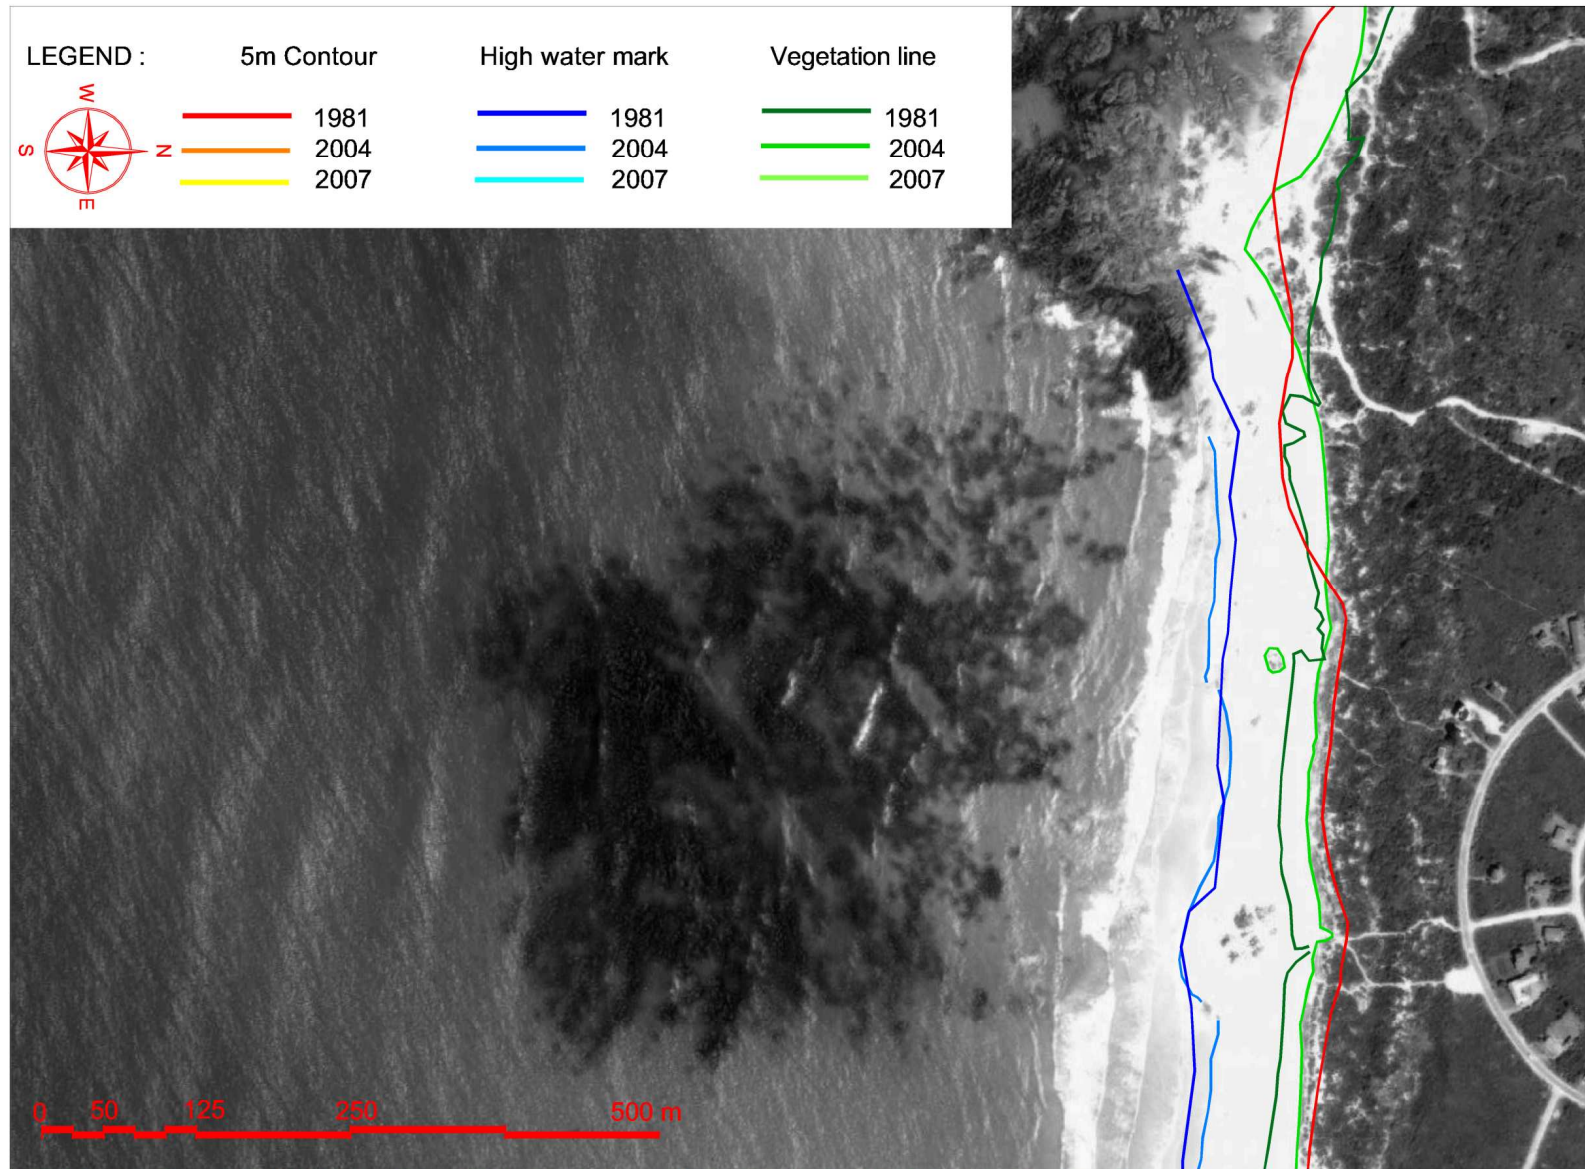 LEGEND : 5m Contour High water mark Vegetation line
W
S N
E
1981 1981 1981
2004 2004 2004
2007 2007 2007
0 50 125 250 500 m